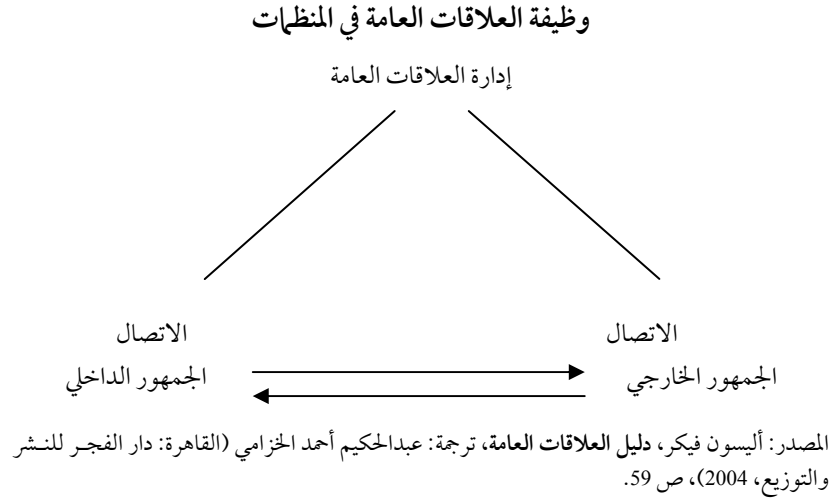 وظيفة العلاقات العامة في المنظمات
إدارة العلاقات العامة
الاتصال
الجمهور الخارجي
الاتصال
الجمهور الداخلي
المصدر: أليسون فيكر، دليل العلاقات العامة، ترجمة: عبدالحكيم أحمد الخزامي (القاهرة: دار الفجر للنشر
والتوزيع، 2004)، ص 59.